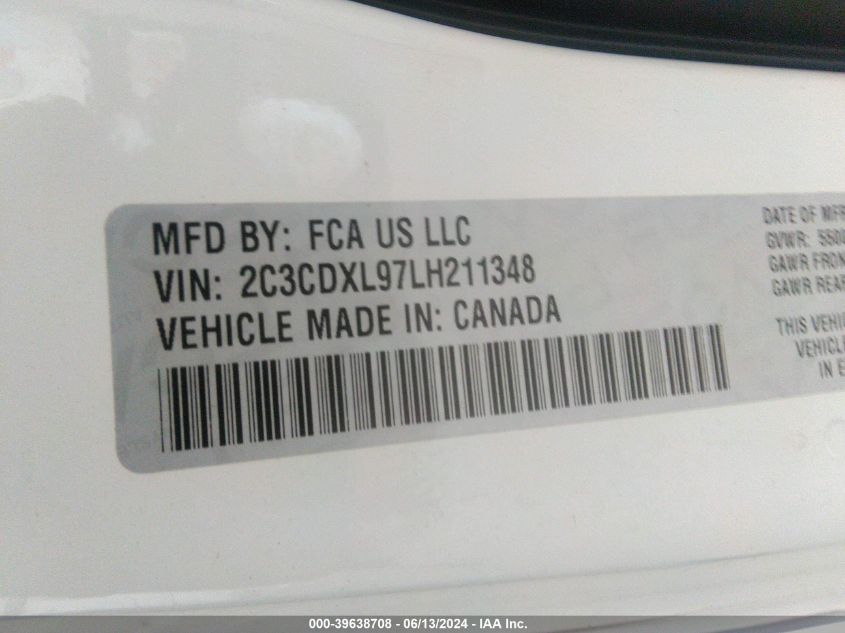 MFD BY: FCA US LLC
VIN: 2C3CDXL97LH211348
VEHICLE MADE IN: CANADA
DATE OF MFR
GVWR: 5500
GAWR FRON
GAWR REAR
THIS VEHI
VEHICL
IN E
000-39638708 - 06/13/2024 - IAA Inc.